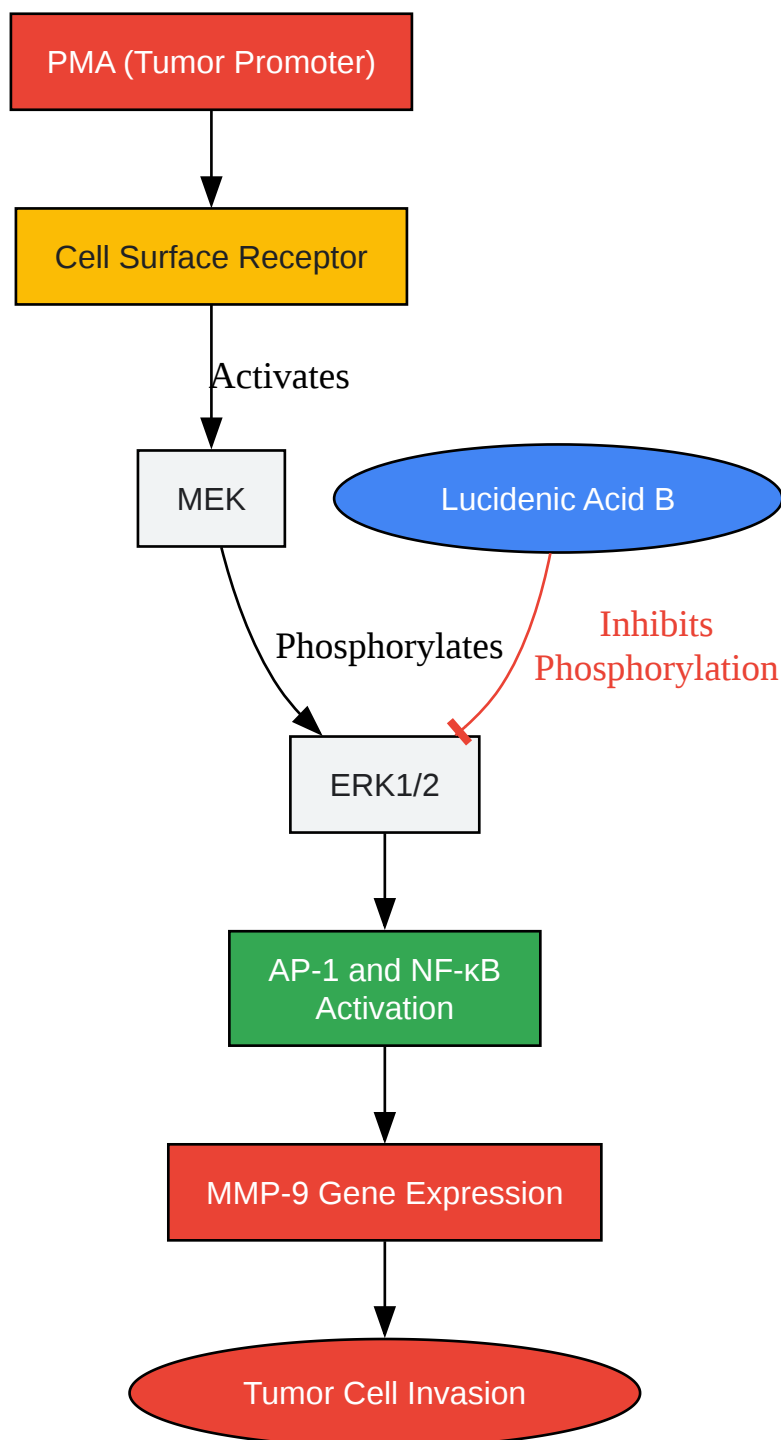 PMA (Tumor Promoter)
Cell Surface Receptor
Activates
MEK
Lucidenic Acid B
Phosphorylates
Inhibits
Phosphorylation
ERK1/2
AP-1 and NF-κB
Activation
MMP-9 Gene Expression
Tumor Cell Invasion